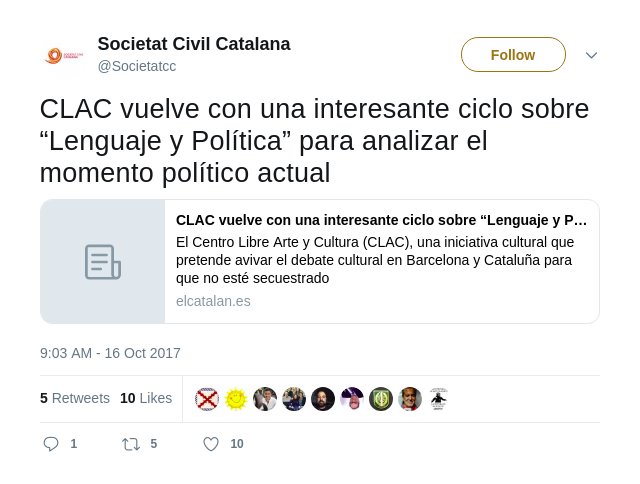 Societat Civil Catalana
@Societatcc
Follow
CLAC vuelve con una interesante ciclo sobre
“Lenguaje y Política” para analizar el
momento político actual
CLAC vuelve con una interesante ciclo sobre “Lenguaje y P…
El Centro Libre Arte y Cultura (CLAC), una iniciativa cultural que
pretende avivar el debate cultural en Barcelona y Cataluña para
que no esté secuestrado
elcatalan.es
9:03 AM - 16 Oct 2017
5 Retweets 10 Likes
1 5 10